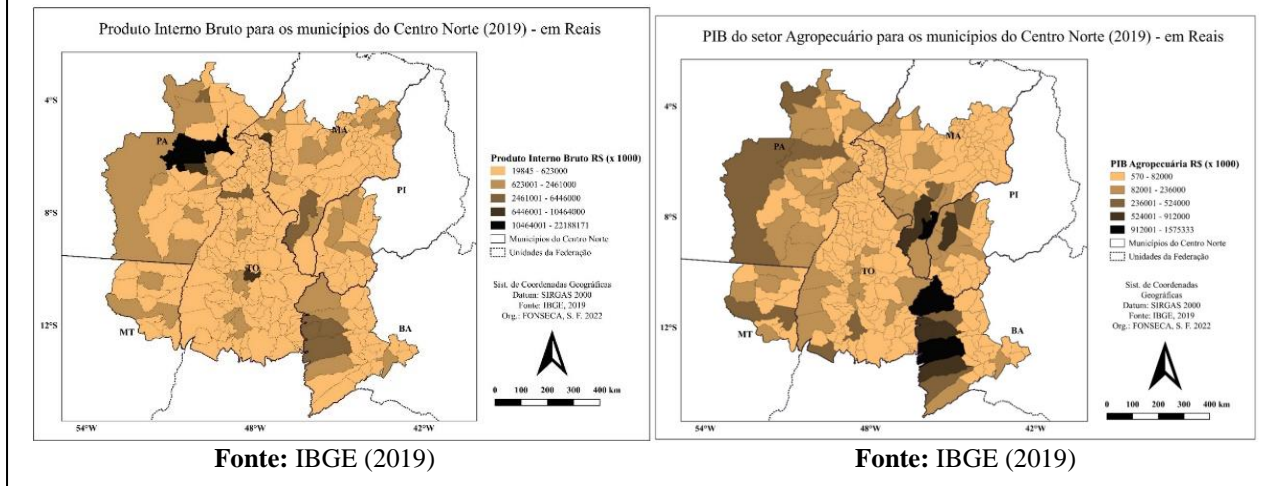 Produto Interno Bruto para os municípios do Centro Norte (2019) - em Reais
4°S
8°S
12°S
54°W
48°W
42°W
PA
MA
PI
TO
MT
BA
Produto Interno Bruto R$ (x 1000)
19845 - 623000
623001 - 2461000
2461001 - 6446000
6446001 - 10464000
10464001 - 22188171
Municípios do Centro Norte
Unidades da Federação
Sist. de Coordenadas
Geográficas
Datum: SIRGAS 2000
Fonte: IBGE, 2019
Org.: FONSECA, S. F. 2022
0 100 200 300 400 km
Fonte: IBGE (2019)
PIB do setor Agropecuário para os municípios do Centro Norte (2019) - em Reais
4°S
8°S
12°S
54°W
48°W
42°W
PA
MA
PI
TO
MT
BA
PIB Agropecuária R$ (x 1000)
570 - 82000
82001 - 236000
236001 - 524000
524001 - 912000
912001 - 1575333
Municípios do Centro Norte
Unidades da Federação
Sist. de Coordenadas
Geográficas
Datum: SIRGAS 2000
Fonte: IBGE, 2019
Org.: FONSECA, S. F. 2022
0 100 200 300 400 km
Fonte: IBGE (2019)